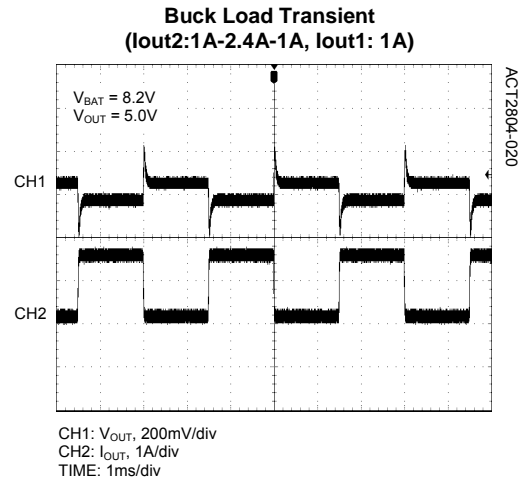 Buck Load Transient
(Iout2:1A-2.4A-1A, Iout1: 1A)
VBAT = 8.2V
VOUT = 5.0V
ACT2804-020
CH1
CH2
CH1: VOUT, 200mV/div
CH2: IOUT, 1A/div
TIME: 1ms/div